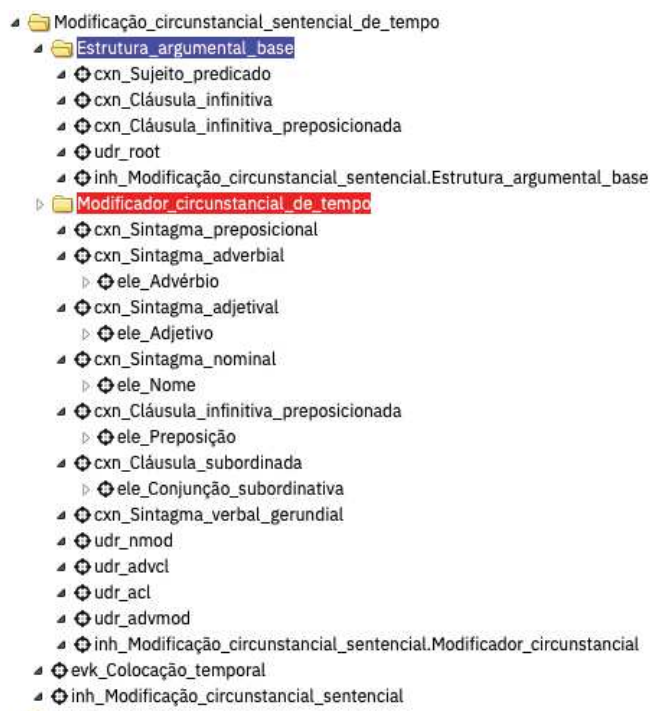 Modificação_circunstancial_sentencial_de_tempo
Estrutura_argumental_base
cxn_Sujeito_predicado
cxn_Cláusula_infinitiva
cxn_Cláusula_infinitiva_preposicionada
udr_root
inh_Modificação_circunstancial_sentencial.Estrutura_argumental_base
Modificador_circunstancial_de_tempo
cxn_Sintagma_preposicional
cxn_Sintagma_adverbial
ele_Advérbio
cxn_Sintagma_adjetival
ele_Adjetivo
cxn_Sintagma_nominal
ele_Nome
cxn_Cláusula_infinitiva_preposicionada
ele_Preposição
cxn_Cláusula_subordinada
ele_Conjunção_subordinativa
cxn_Sintagma_verbal_gerundial
udr_nmod
udr_advcl
udr_acl
udr_advmod
inh_Modificação_circunstancial_sentencial.Modificador_circunstancial
evk_Colocação_temporal
inh_Modificação_circunstancial_sentencial